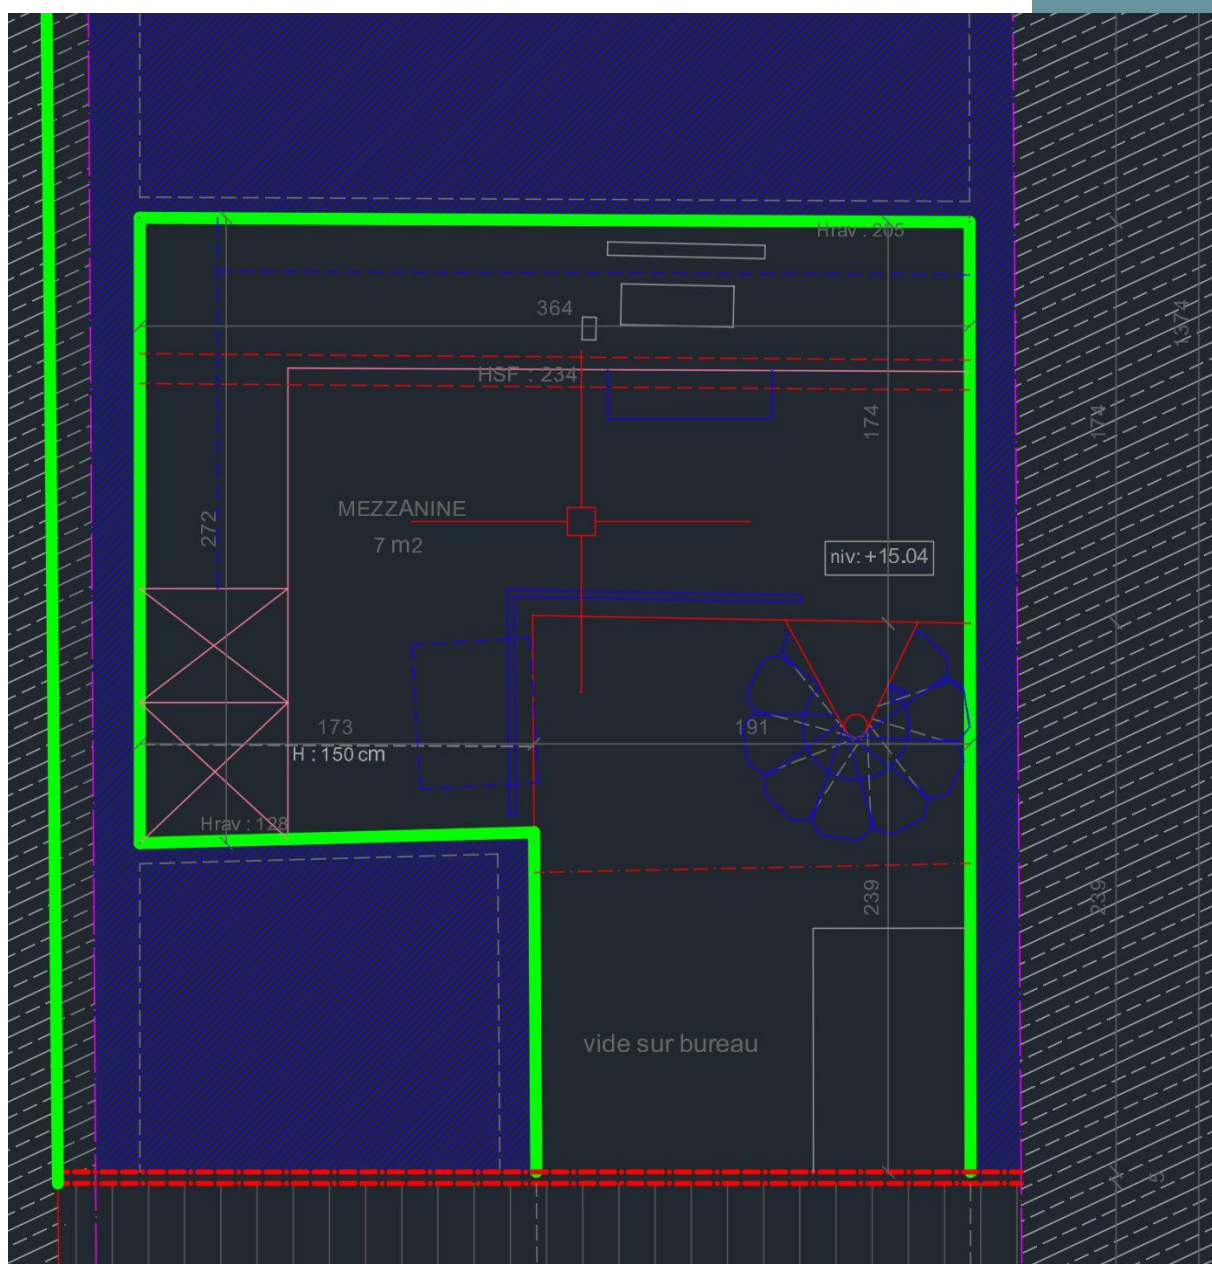 Hrav : 205
364
1374
HSF : 234
174
174
MEZZANINE
272
7 m2
niv: +15.04
173
191
H : 150 cm
Hrav : 128
239
239
vide sur bureau
5